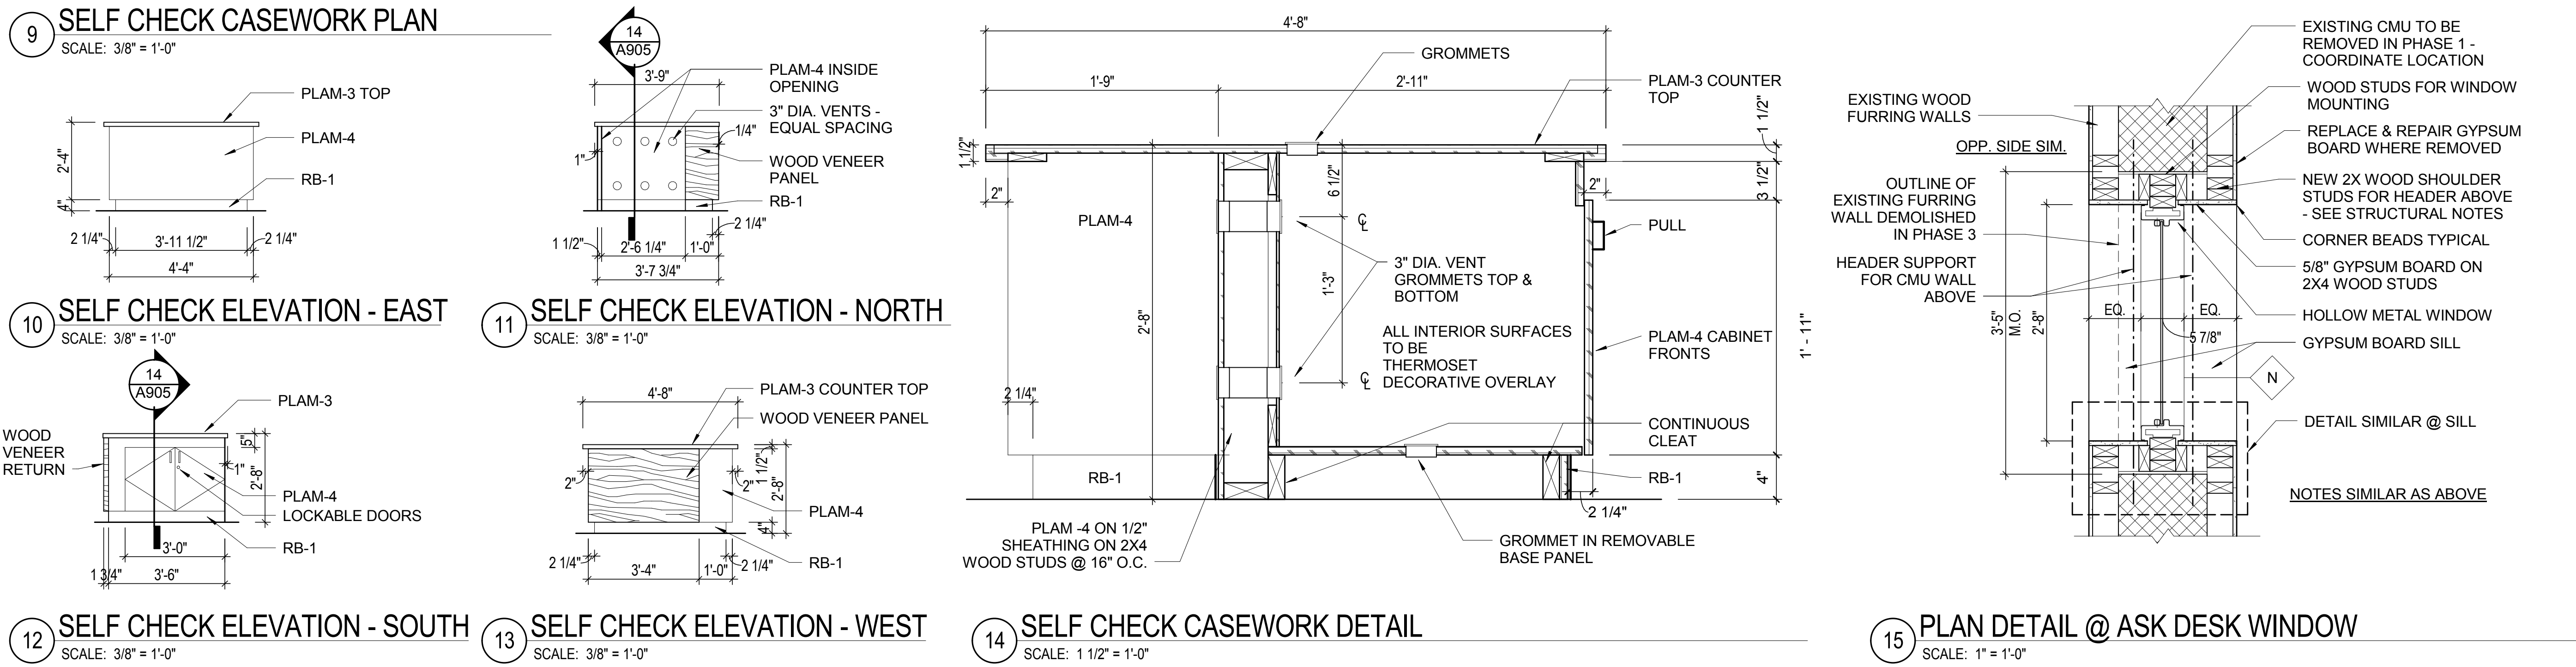 9
SELF CHECK CASEWORK PLAN
SCALE: 3/8" = 1'-0"
PLAM-3 TOP
PLAM-4
RB-1
2'-4"
4"
2 1/4"
3'-11 1/2"
2 1/4"
4'-4"
10
SELF CHECK ELEVATION - EAST
SCALE: 3/8" = 1'-0"
14
A905
3'-9"
PLAM-4 INSIDE
OPENING
3" DIA. VENTS -
EQUAL SPACING
1/4"
1"
WOOD VENEER
PANEL
RB-1
2 1/4"
1 1/2"
2'-6 1/4"
1'-0"
3'-7 3/4"
11
SELF CHECK ELEVATION - NORTH
SCALE: 3/8" = 1'-0"
14
A905
PLAM-3
WOOD
VENEER
RETURN
5"
1"
2'-8"
PLAM-4
LOCKABLE DOORS
RB-1
3'-0"
1 3/4"
3'-6"
12
SELF CHECK ELEVATION - SOUTH
SCALE: 3/8" = 1'-0"
4'-8"
PLAM-3 COUNTER TOP
WOOD VENEER PANEL
2"
2"
1 1/2"
2'-8"
4"
PLAM-4
RB-1
2 1/4"
3'-4"
1'-0"
2 1/4"
13
SELF CHECK ELEVATION - WEST
SCALE: 3/8" = 1'-0"
4'-8"
GROMMETS
1'-9"
2'-11"
PLAM-3 COUNTER
TOP
1 1/2"
1 1/2"
2"
2"
3 1/2"
6 1/2"
PLAM-4
CL
PULL
3" DIA. VENT
GROMMETS TOP &
BOTTOM
1'-3"
2'-8"
1' - 11"
ALL INTERIOR SURFACES
TO BE
THERMOSET
DECORATIVE OVERLAY
CL
PLAM-4 CABINET
FRONTS
2 1/4"
CONTINUOUS
CLEAT
RB-1
RB-1
4"
2 1/4"
PLAM -4 ON 1/2"
SHEATHING ON 2X4
WOOD STUDS @ 16" O.C.
GROMMET IN REMOVABLE
BASE PANEL
14
SELF CHECK CASEWORK DETAIL
SCALE: 1 1/2" = 1'-0"
EXISTING CMU TO BE
REMOVED IN PHASE 1 -
COORDINATE LOCATION
WOOD STUDS FOR WINDOW
MOUNTING
EXISTING WOOD
FURRING WALLS
REPLACE & REPAIR GYPSUM
BOARD WHERE REMOVED
OPP. SIDE SIM.
NEW 2X WOOD SHOULDER
STUDS FOR HEADER ABOVE
- SEE STRUCTURAL NOTES
OUTLINE OF
EXISTING FURRING
WALL DEMOLISHED
IN PHASE 3
CORNER BEADS TYPICAL
HEADER SUPPORT
FOR CMU WALL
ABOVE
5/8" GYPSUM BOARD ON
2X4 WOOD STUDS
EQ.
EQ.
3'-5"
M.O.
2'-8"
HOLLOW METAL WINDOW
5 7/8"
GYPSUM BOARD SILL
N
DETAIL SIMILAR @ SILL
NOTES SIMILAR AS ABOVE
15
PLAN DETAIL @ ASK DESK WINDOW
SCALE: 1" = 1'-0"